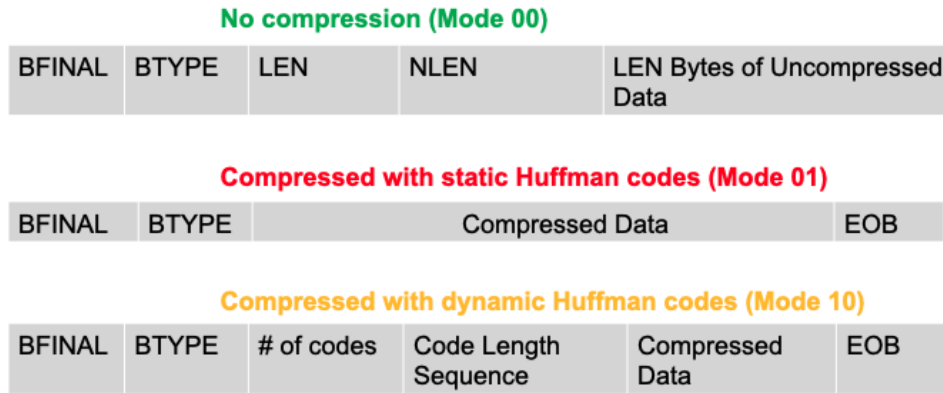 No compression (Mode 00)
BFINAL BTYPE LEN NLEN LEN Bytes of Uncompressed
Data
Compressed with static Huffman codes (Mode 01)
BFINAL BTYPE Compressed Data EOB
Compressed with dynamic Huffman codes (Mode 10)
BFINAL BTYPE # of codes Code Length Compressed EOB
Sequence Data